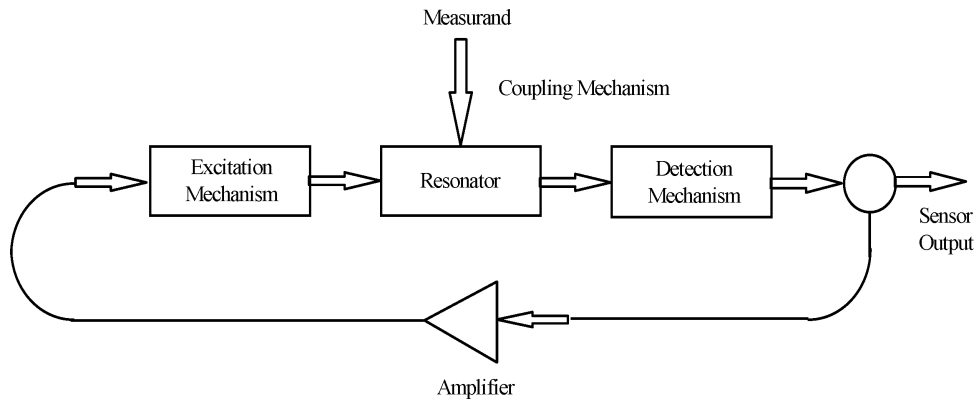 Measurand
Coupling Mechanism
Excitation
Mechanism
Resonator
Detection
Mechanism
Sensor
Output
Amplifier